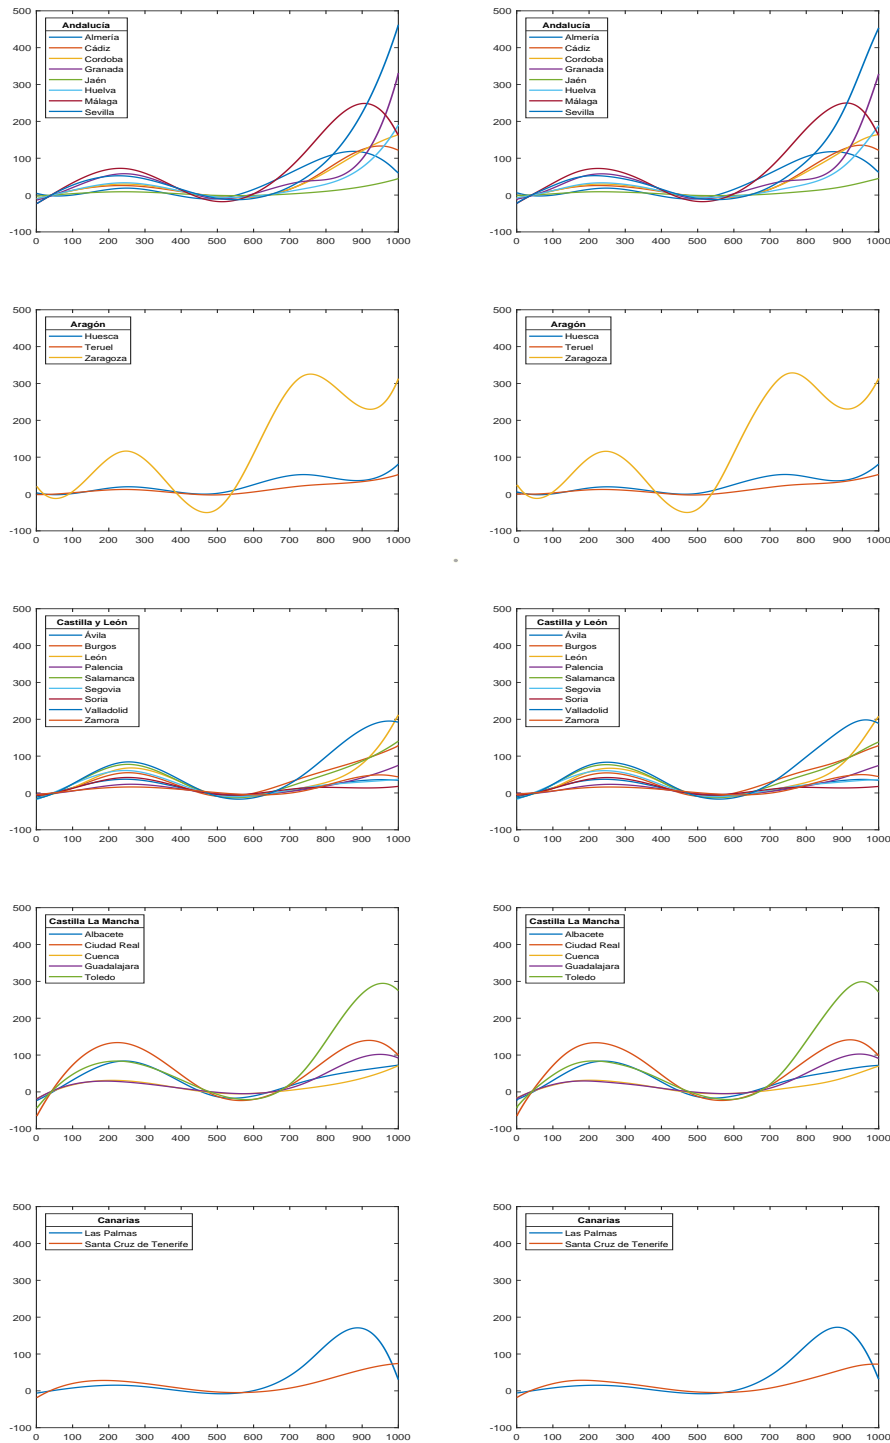 500
400
300
200
100
0
-100
0 100 200 300 400 500 600 700 800 900 1000
Andalucía
Almería
Cádiz
Cordoba
Granada
Jaén
Huelva
Málaga
Sevilla
500
400
300
200
100
0
-100
0 100 200 300 400 500 600 700 800 900 1000
Andalucía
Almería
Cádiz
Cordoba
Granada
Jaén
Huelva
Málaga
Sevilla
500
400
300
200
100
0
-100
0 100 200 300 400 500 600 700 800 900 1000
Aragón
Huesca
Teruel
Zaragoza
500
400
300
200
100
0
-100
0 100 200 300 400 500 600 700 800 900 1000
Aragón
Huesca
Teruel
Zaragoza
500
400
300
200
100
0
-100
0 100 200 300 400 500 600 700 800 900 1000
Castilla y León
Ávila
Burgos
León
Palencia
Salamanca
Segovia
Soria
Valladolid
Zamora
500
400
300
200
100
0
-100
0 100 200 300 400 500 600 700 800 900 1000
Castilla y León
Ávila
Burgos
León
Palencia
Salamanca
Segovia
Soria
Valladolid
Zamora
500
400
300
200
100
0
-100
0 100 200 300 400 500 600 700 800 900 1000
Castilla La Mancha
Albacete
Ciudad Real
Cuenca
Guadalajara
Toledo
500
400
300
200
100
0
-100
0 100 200 300 400 500 600 700 800 900 1000
Castilla La Mancha
Albacete
Ciudad Real
Cuenca
Guadalajara
Toledo
500
400
300
200
100
0
-100
0 100 200 300 400 500 600 700 800 900 1000
Canarias
Las Palmas
Santa Cruz de Tenerife
500
400
300
200
100
0
-100
0 100 200 300 400 500 600 700 800 900 1000
Canarias
Las Palmas
Santa Cruz de Tenerife